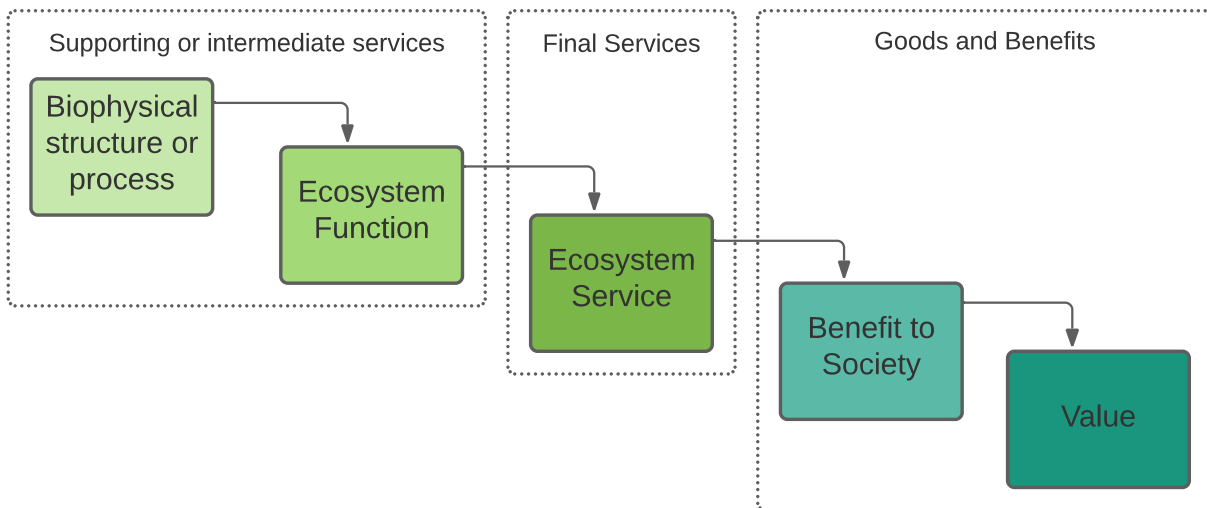 Supporting or intermediate services
Final Services
Goods and Benefits
Biophysical
structure or
process
Ecosystem
Function
Ecosystem
Service
Benefit to
Society
Value